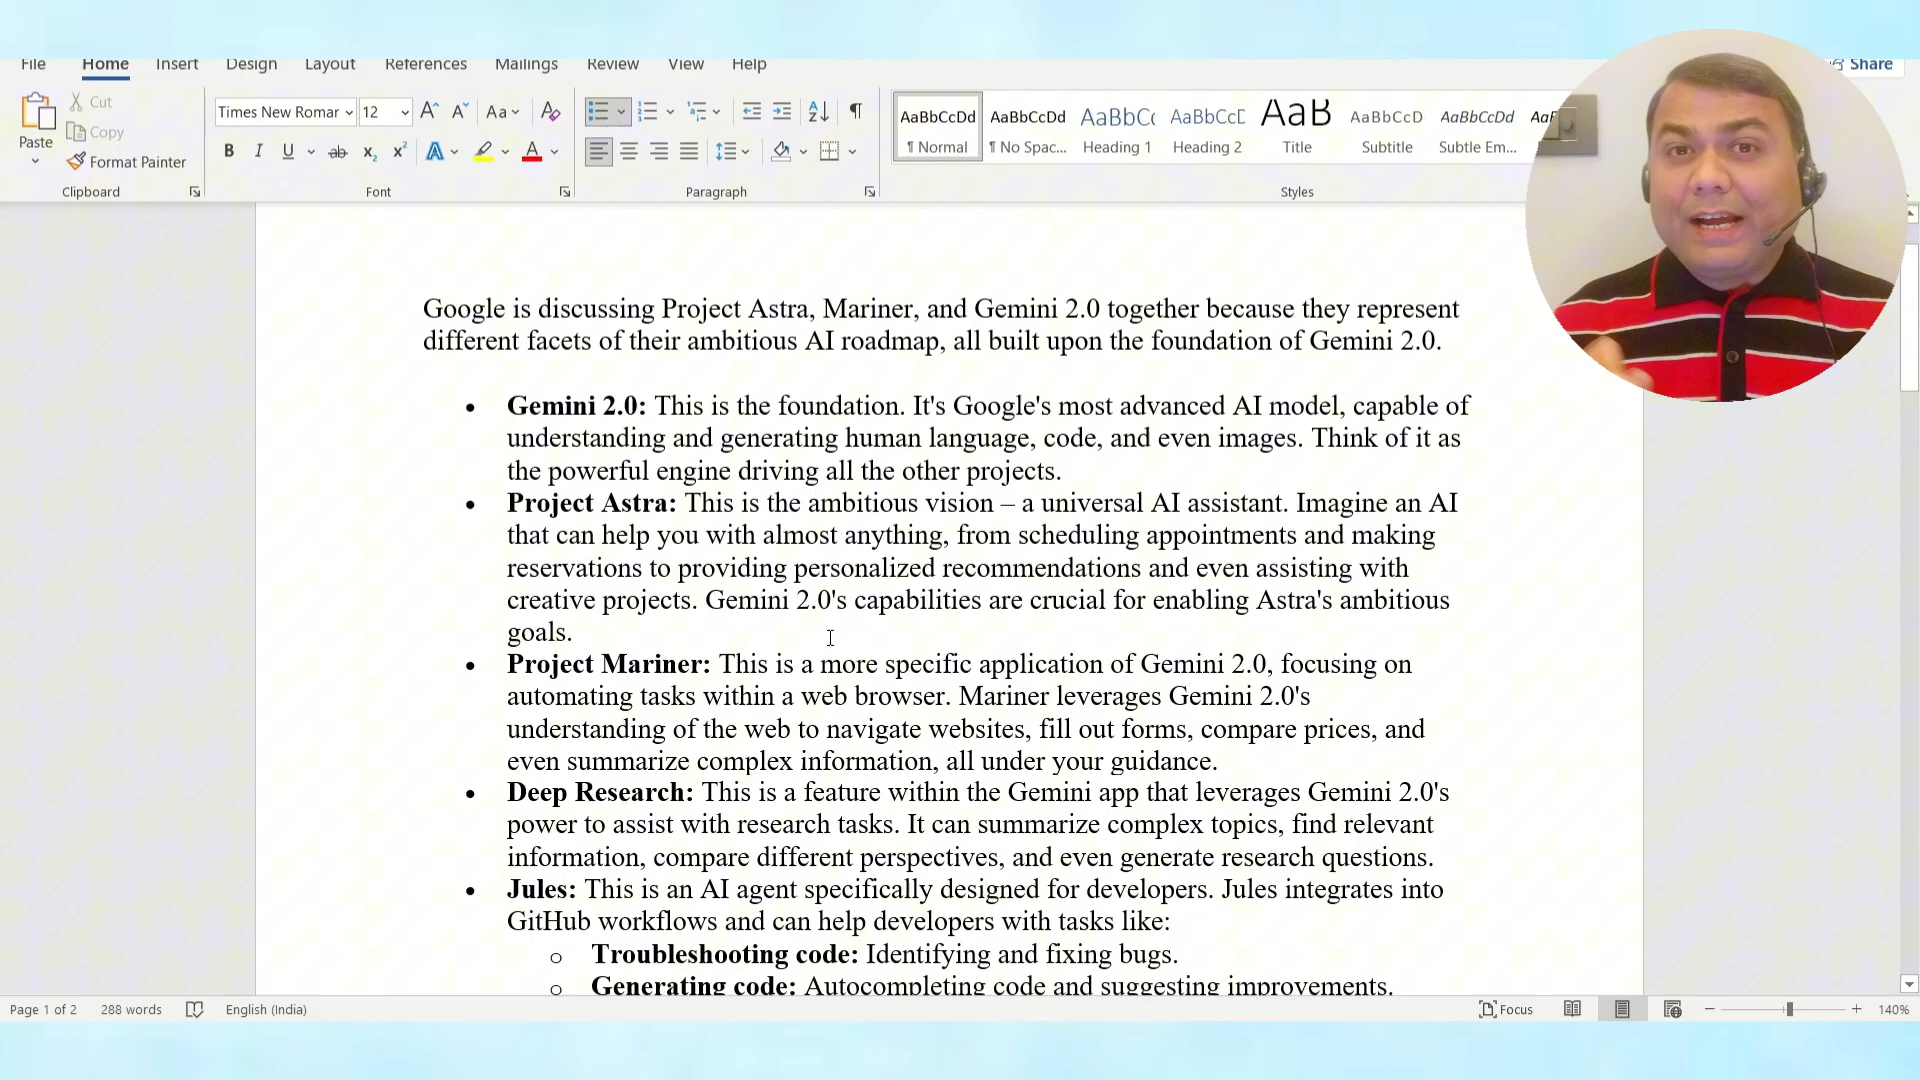 File Home Insert Design Layout References Mailings Review View Help Share
Paste
Cut
Copy
Format Painter
Clipboard
Times New Romar 12
Aa
B I U ab x₂ x² A A
Font
Paragraph
AaBbCcDd AaBbCcDd AaBbCc AaBbCcD AaB AaBbCcD AaBbCcDd
¶ Normal ¶ No Spac... Heading 1 Heading 2 Title Subtitle Subtle Em...
Styles
Google is discussing Project Astra, Mariner, and Gemini 2.0 together because they represent
different facets of their ambitious AI roadmap, all built upon the foundation of Gemini 2.0.
• Gemini 2.0: This is the foundation. It's Google's most advanced AI model, capable of
understanding and generating human language, code, and even images. Think of it as
the powerful engine driving all the other projects.
• Project Astra: This is the ambitious vision – a universal AI assistant. Imagine an AI
that can help you with almost anything, from scheduling appointments and making
reservations to providing personalized recommendations and even assisting with
creative projects. Gemini 2.0's capabilities are crucial for enabling Astra's ambitious
goals.
• Project Mariner: This is a more specific application of Gemini 2.0, focusing on
automating tasks within a web browser. Mariner leverages Gemini 2.0's
understanding of the web to navigate websites, fill out forms, compare prices, and
even summarize complex information, all under your guidance.
• Deep Research: This is a feature within the Gemini app that leverages Gemini 2.0's
power to assist with research tasks. It can summarize complex topics, find relevant
information, compare different perspectives, and even generate research questions.
• Jules: This is an AI agent specifically designed for developers. Jules integrates into
GitHub workflows and can help developers with tasks like:
o Troubleshooting code: Identifying and fixing bugs.
o Generating code: Autocompleting code and suggesting improvements.
Page 1 of 2 288 words English (India) Focus 140%